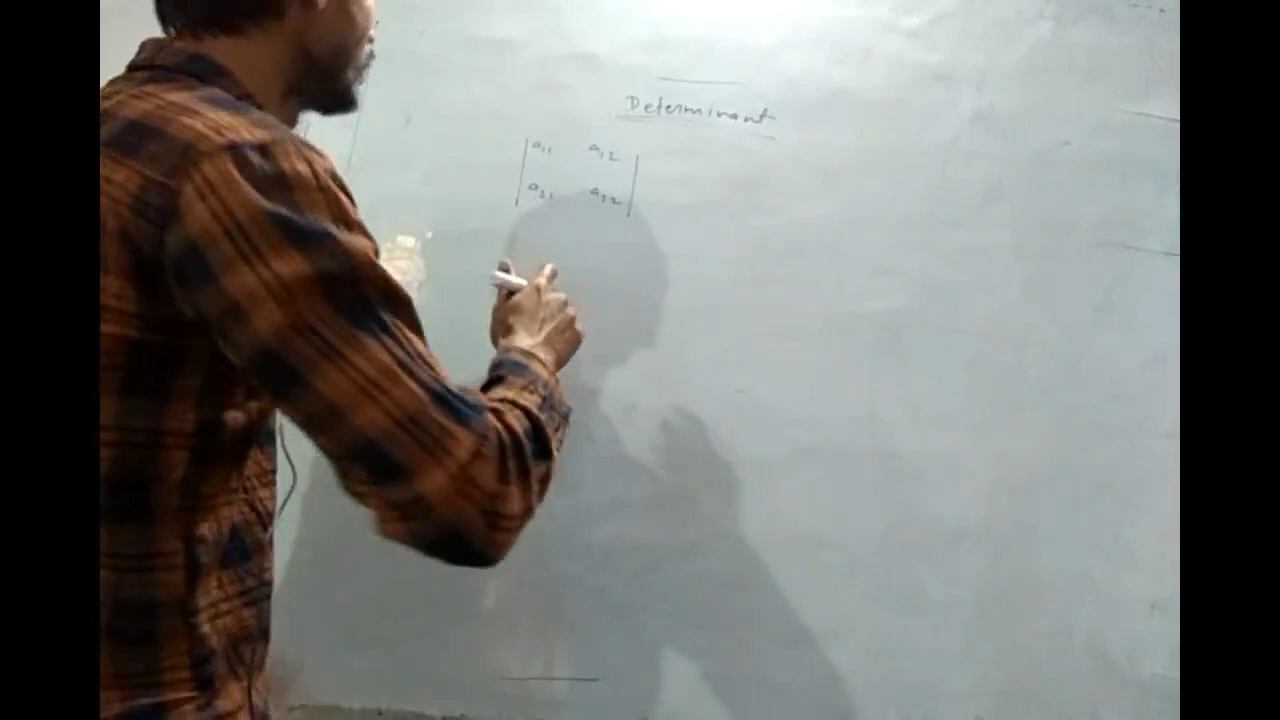 Determinant
| a₁₁ a₁₂ |
| a₂₁ a₂₂ |